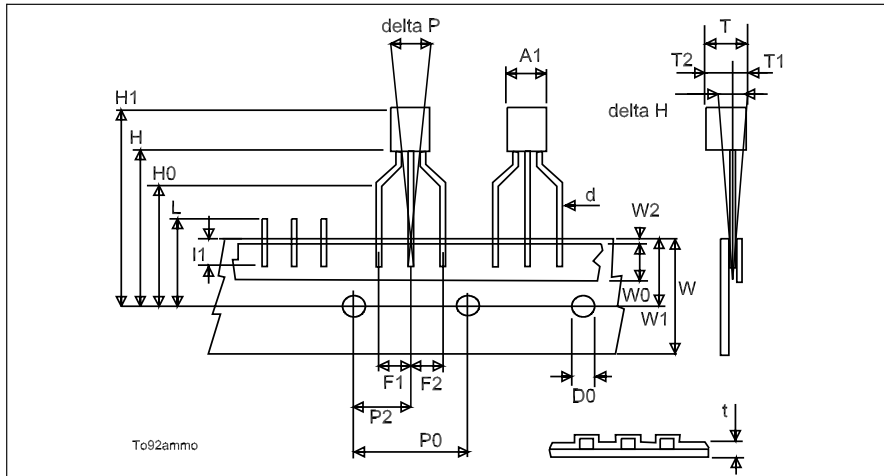 delta P
T
A1
T2
T1
H1
delta H
H
H0
d
L
W2
I1
W0
W
W1
F1
F2
D0
P2
t
P0
To92ammo